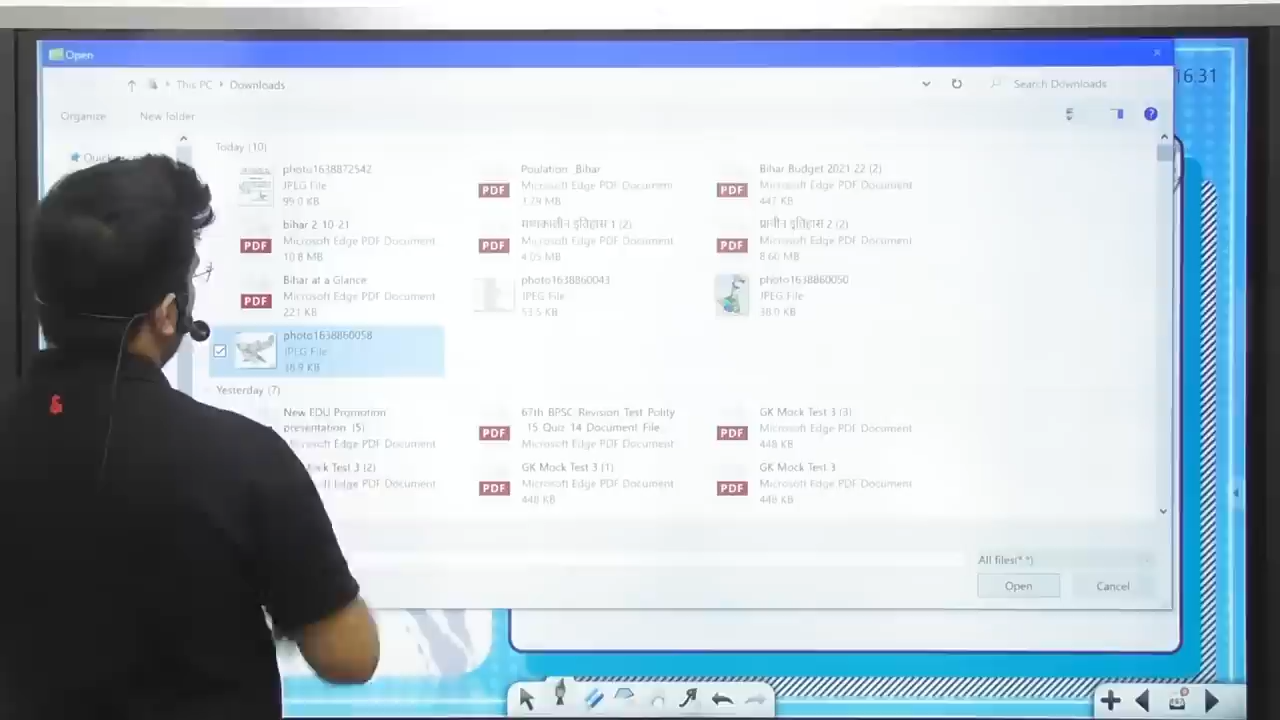 Open
16:31
This PC
Downloads
Search Downloads
Organize
New folder
Quick
Today (10)
photo1638872542
JPEG File
99.0 KB
Poulation Bihar
Microsoft Edge PDF Document
1.79 MB
Bihar Budget 2021 22 (2)
Microsoft Edge PDF Document
447 KB
bihar 2 10 21
Microsoft Edge PDF Document
10.8 MB
इतिहास 1 (2)
Microsoft Edge PDF Document
4.05 MB
प्राचीन इतिहास 2 (2)
Microsoft Edge PDF Document
8.60 MB
Bihar at a Glance
Microsoft Edge PDF Document
221 KB
photo1638860043
JPEG File
53.5 KB
photo1638860050
JPEG File
38.0 KB
photo1638860058
JPEG File
38.9 KB
Yesterday (7)
New EDU Promotion
presentation (5)
Microsoft Edge PDF Document
67th BPSC Revision Test Polity
15 Quiz 14 Document File
Microsoft Edge PDF Document
GK Mock Test 3 (3)
Microsoft Edge PDF Document
448 KB
Mock Test 3 (2)
Microsoft Edge PDF Document
GK Mock Test 3 (1)
Microsoft Edge PDF Document
448 KB
GK Mock Test 3
Microsoft Edge PDF Document
448 KB
PDF
PDF
PDF
PDF
PDF
PDF
PDF
PDF
PDF
PDF
All files(*.*)
Open
Cancel